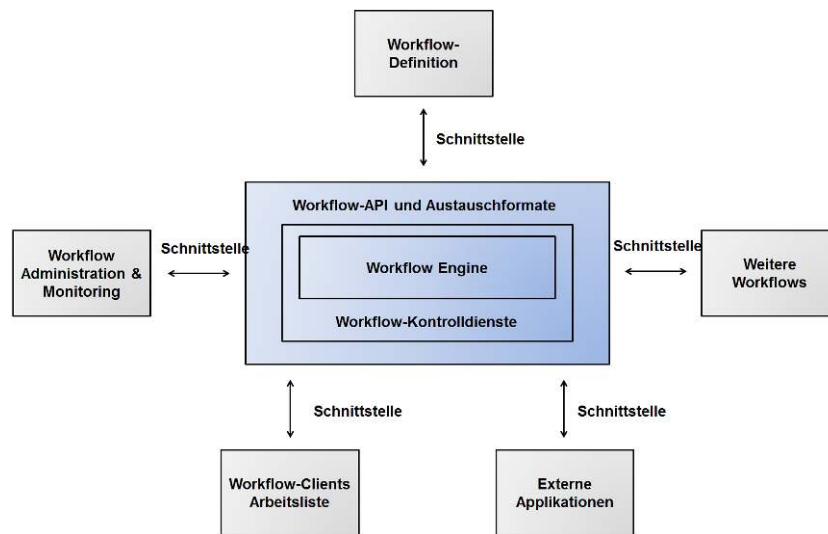 Workflow-
Definition
Schnittstelle
Workflow-API und Austauschformate
Workflow
Administration &
Monitoring
Schnittstelle
Workflow Engine
Schnittstelle
Weitere
Workflows
Workflow-Kontrolldienste
Schnittstelle
Schnittstelle
Workflow-Clients
Arbeitsliste
Externe
Applikationen